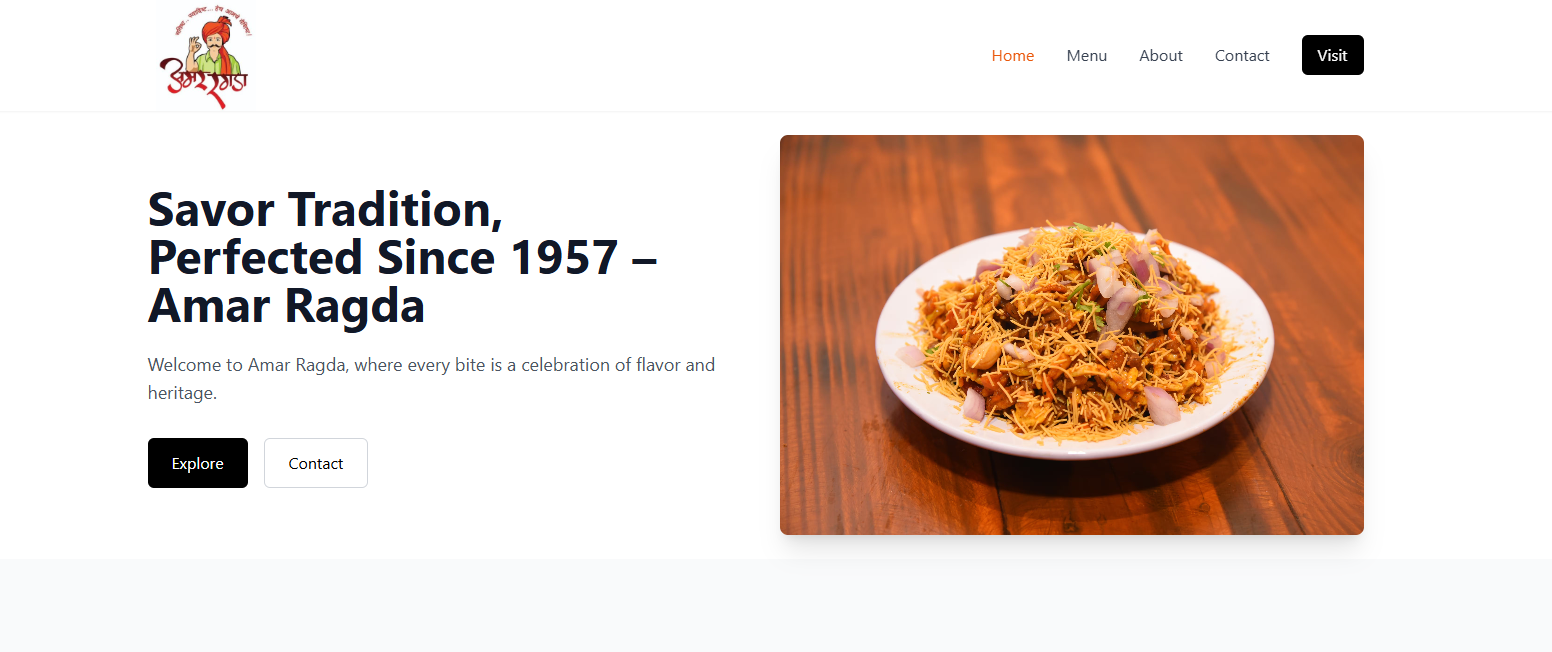 अमर रगडा
Home Menu About Contact Visit
Savor Tradition,
Perfected Since 1957 –
Amar Ragda
Welcome to Amar Ragda, where every bite is a celebration of flavor and
heritage.
Explore Contact